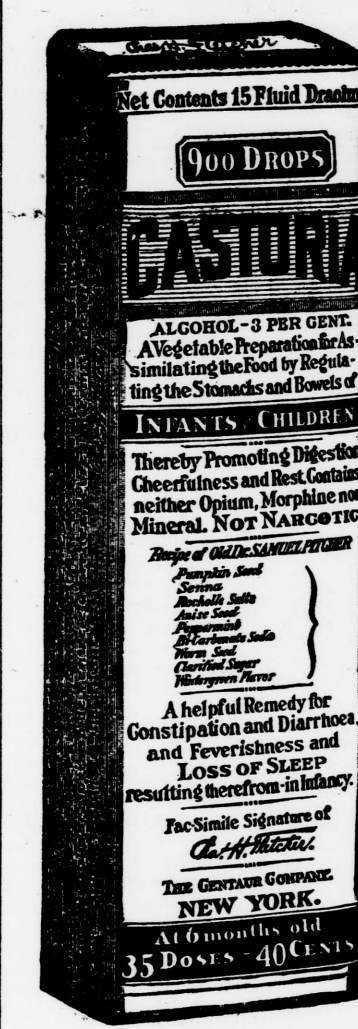 Chas. H. Fletcher
Net Contents 15 Fluid Drachm
900 DROPS
CASTORIA
ALCOHOL-3 PER CENT.
A Vegetable Preparation for As-
similating the Food by Regula-
ting the Stomachs and Bowels of
INFANTS CHILDREN
Thereby Promoting Digestion
Cheerfulness and Rest. Contains
neither Opium, Morphine nor
Mineral. NOT NARCOTIC
Recipe of Old Dr. SAMUEL PITCHER
Pumpkin Seed
Senna
Rochelle Salts
Anise Seed
Peppermint
Bi Carbonate Soda
Worm Seed
Clarified Sugar
Wintergreen Flavor
A helpful Remedy for
Constipation and Diarrhoea.
and Feverishness and
LOSS OF SLEEP
resulting therefrom-in Infancy.
Fac-Simile Signature of
Chas. H. Fletcher.
THE CENTAUR COMPANY.
NEW YORK.
At 6 months old
35 DOSES - 40 CENTS